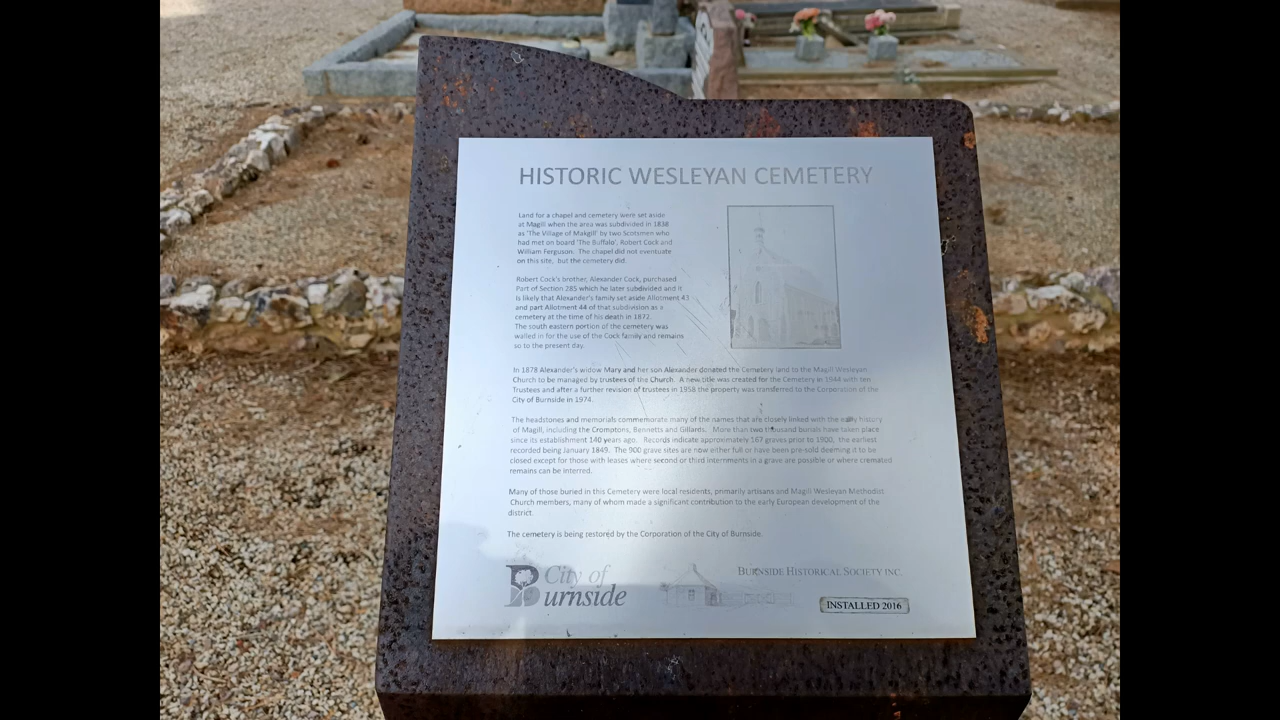 HISTORIC WESLEYAN CEMETERY
Land for a chapel and cemetery were set aside
at Magill when the area was subdivided in 1838
as 'The Village of Makgill' by two Scotsmen who
had met on board 'The Buffalo', Robert Cock and
William Ferguson. The chapel did not eventuate
on this site, but the cemetery did.
Robert Cock's brother, Alexander Cock, purchased
Part of Section 285 which he later subdivided and it
is likely that Alexander's family set aside Allotment 43
and part Allotment 44 of that subdivision as a
cemetery at the time of his death in 1872.
The south eastern portion of the cemetery was
walled in for the use of the Cock family and remains
so to the present day.
In 1878 Alexander's widow Mary and her son Alexander donated the Cemetery land to the Magill Wesleyan
Church to be managed by trustees of the Church. A new title was created for the Cemetery in 1944 with ten
Trustees and after a further revision of trustees in 1958 the property was transferred to the Corporation of the
City of Burnside in 1974.
The headstones and memorials commemorate many of the names that are closely linked with the early history
of Magill, including the Cromptons, Bennetts and Gillards. More than two thousand burials have taken place
since its establishment 140 years ago. Records indicate approximately 167 graves prior to 1900, the earliest
recorded being January 1849. The 900 grave sites are now either full or have been pre-sold deeming it to be
closed except for those with leases where second or third internments in a grave are possible or where cremated
remains can be interred.
Many of those buried in this Cemetery were local residents, primarily artisans and Magill Wesleyan Methodist
Church members, many of whom made a significant contribution to the early European development of the
district.
The cemetery is being restored by the Corporation of the City of Burnside.
City of
Burnside
BURNSIDE HISTORICAL SOCIETY INC.
INSTALLED 2016